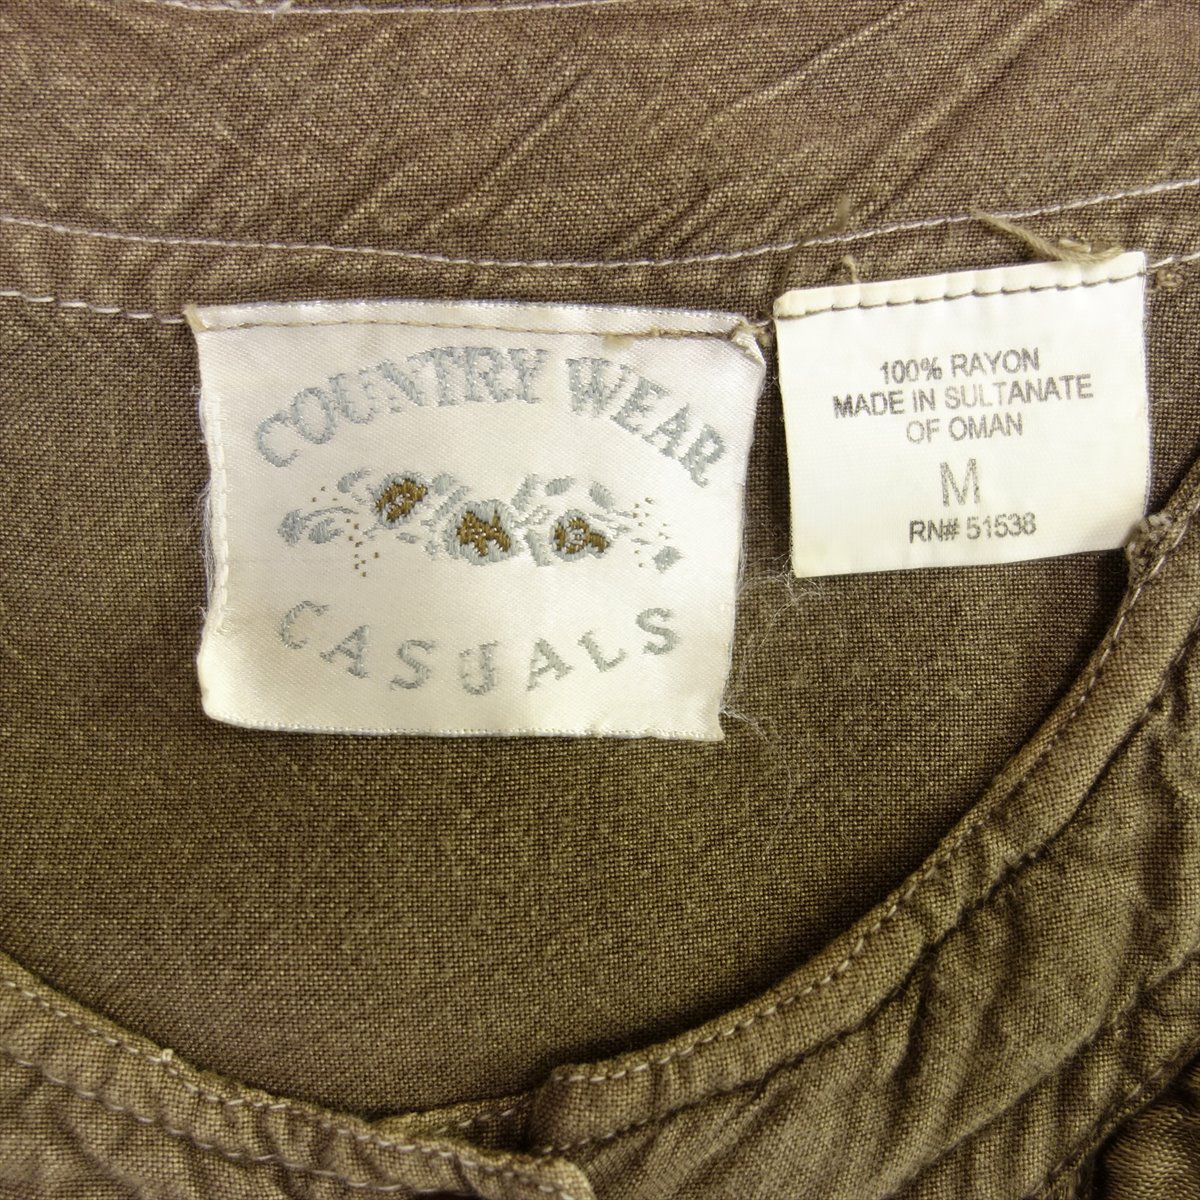 COUNTRY WEAR
CASUALS
100% RAYON
MADE IN SULTANATE
OF OMAN
M
RN# 51538